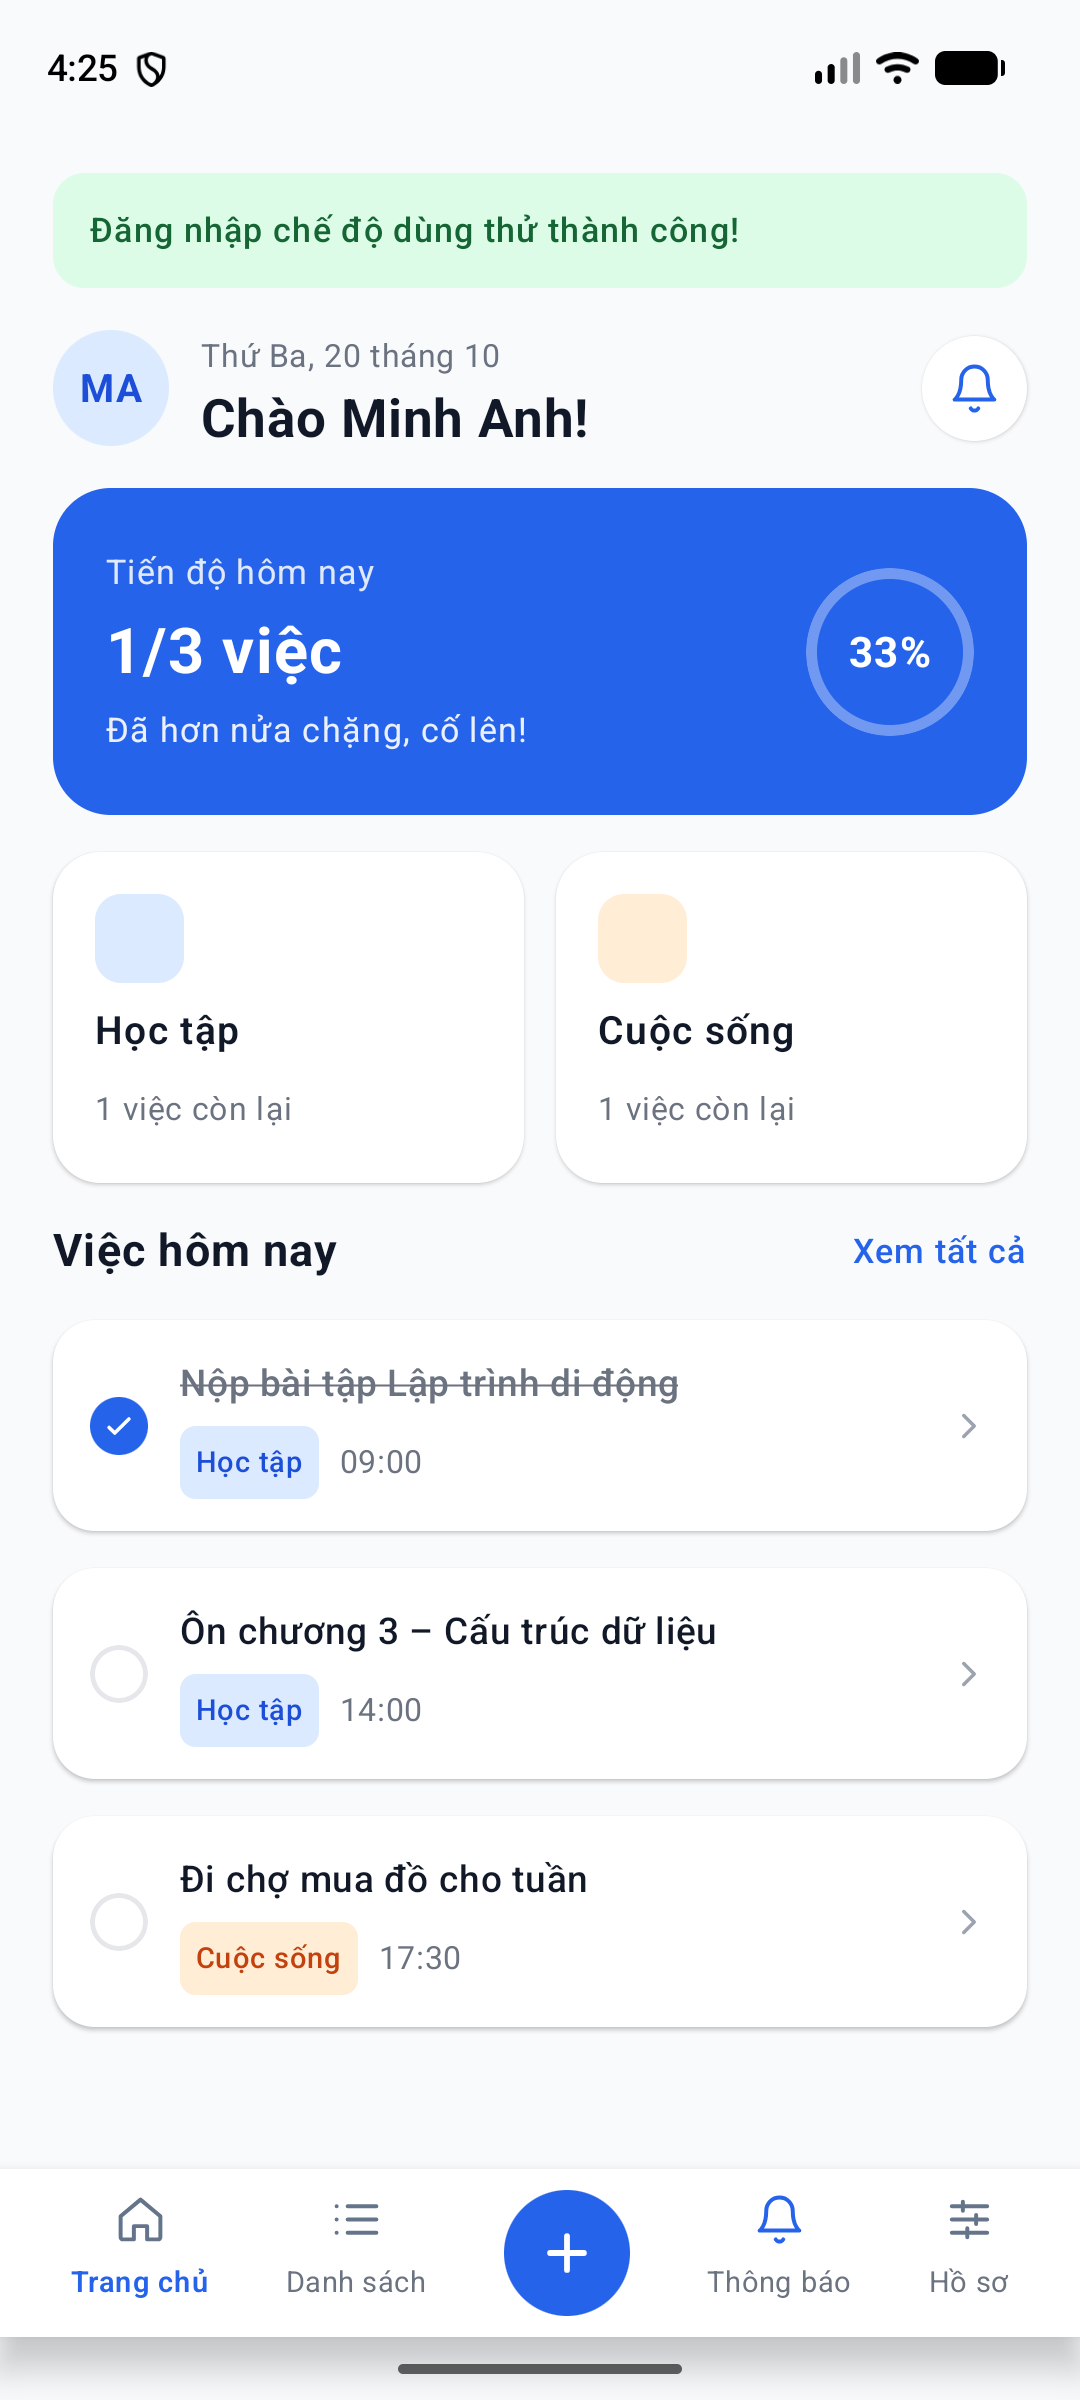 4:25
Đăng nhập chế độ dùng thử thành công!
MA
Thứ Ba, 20 tháng 10
Chào Minh Anh!
Tiến độ hôm nay
1/3 việc
Đã hơn nửa chặng, cố lên!
33%
Học tập
1 việc còn lại
Cuộc sống
1 việc còn lại
Việc hôm nay
Xem tất cả
Nộp bài tập Lập trình di động
Học tập
09:00
Ôn chương 3 – Cấu trúc dữ liệu
Học tập
14:00
Đi chợ mua đồ cho tuần
Cuộc sống
17:30
Trang chủ
Danh sách
Thông báo
Hồ sơ